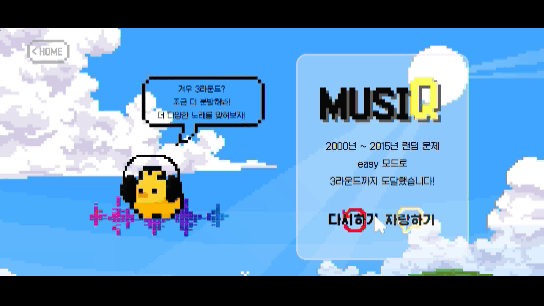 < HOME
겨우 3라운드?
조금 더 분발해봐!
더 다양한 노래를 맞혀보자!
MUSIQ
2000년 ~ 2015년 랜덤 문제
easy 모드로
3라운드까지 도달했습니다!
다시하기 자랑하기